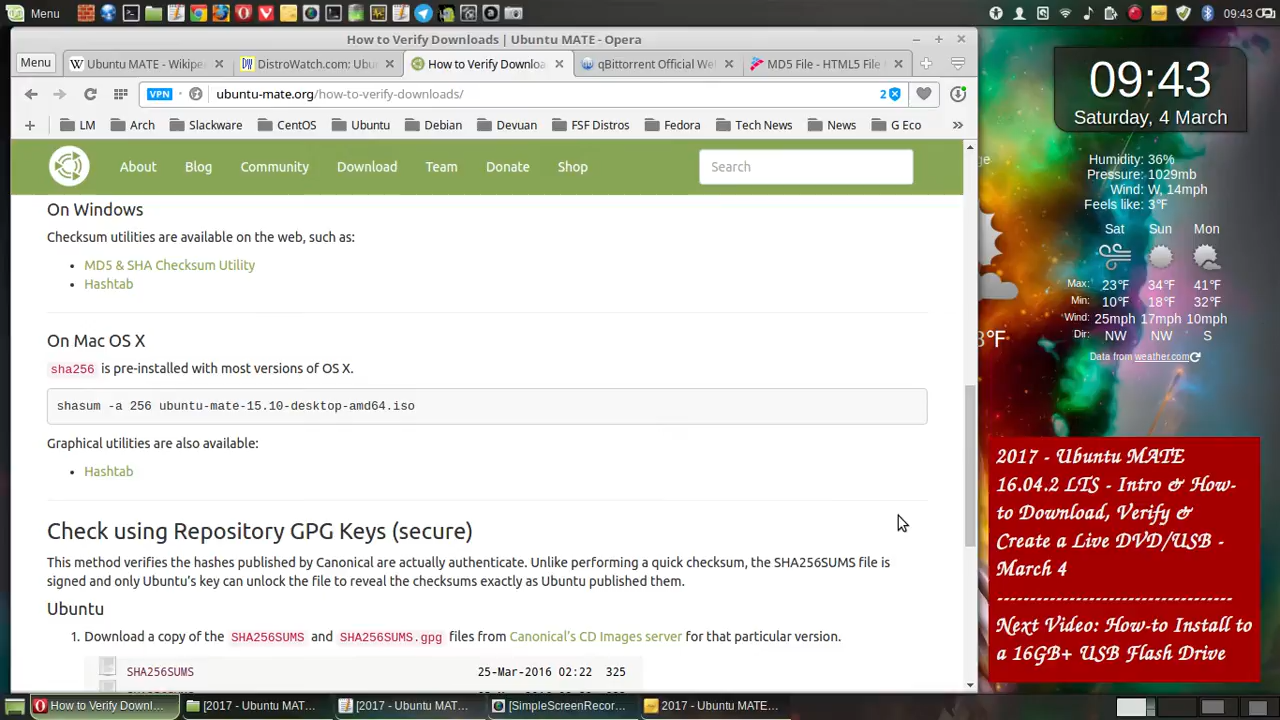 Menu
09:43
How to Verify Downloads | Ubuntu MATE - Opera
Menu
Ubuntu MATE - Wikipe
DistroWatch.com: Ubu
How to Verify Downloa
qBittorrent Official We
MD5 File - HTML5 File
VPN
ubuntu-mate.org/how-to-verify-downloads/
2
LM
Arch
Slackware
CentOS
Ubuntu
Debian
Devuan
FSF Distros
Fedora
Tech News
News
G Eco
»
About
Blog
Community
Download
Team
Donate
Shop
Search
On Windows
Checksum utilities are available on the web, such as:
• MD5 & SHA Checksum Utility
• Hashtab
On Mac OS X
sha256 is pre-installed with most versions of OS X.
shasum -a 256 ubuntu-mate-15.10-desktop-amd64.iso
Graphical utilities are also available:
• Hashtab
Check using Repository GPG Keys (secure)
This method verifies the hashes published by Canonical are actually authenticate. Unlike performing a quick checksum, the SHA256SUMS file is
signed and only Ubuntu's key can unlock the file to reveal the checksums exactly as Ubuntu published them.
Ubuntu
1. Download a copy of the SHA256SUMS and SHA256SUMS.gpg files from Canonical's CD Images server for that particular version.
SHA256SUMS 25-Mar-2016 02:22 325
09:43
Saturday, 4 March
Humidity: 36%
Pressure: 1029mb
Wind: W, 14mph
Feels like: 3°F
Sat Sun Mon
Max: 23°F 34°F 41°F
Min: 10°F 18°F 32°F
Wind: 25mph 17mph 10mph
Dir: NW NW S
Data from weather.com
2017 - Ubuntu MATE
16.04.2 LTS - Intro & How-
to Download, Verify &
Create a Live DVD/USB -
March 4
----------------------------------
Next Video: How-to Install to
a 16GB+ USB Flash Drive
How to Verify Downl...
[2017 - Ubuntu MAT...
[2017 - Ubuntu MAT...
[SimpleScreenRecor...
2017 - Ubuntu MATE...